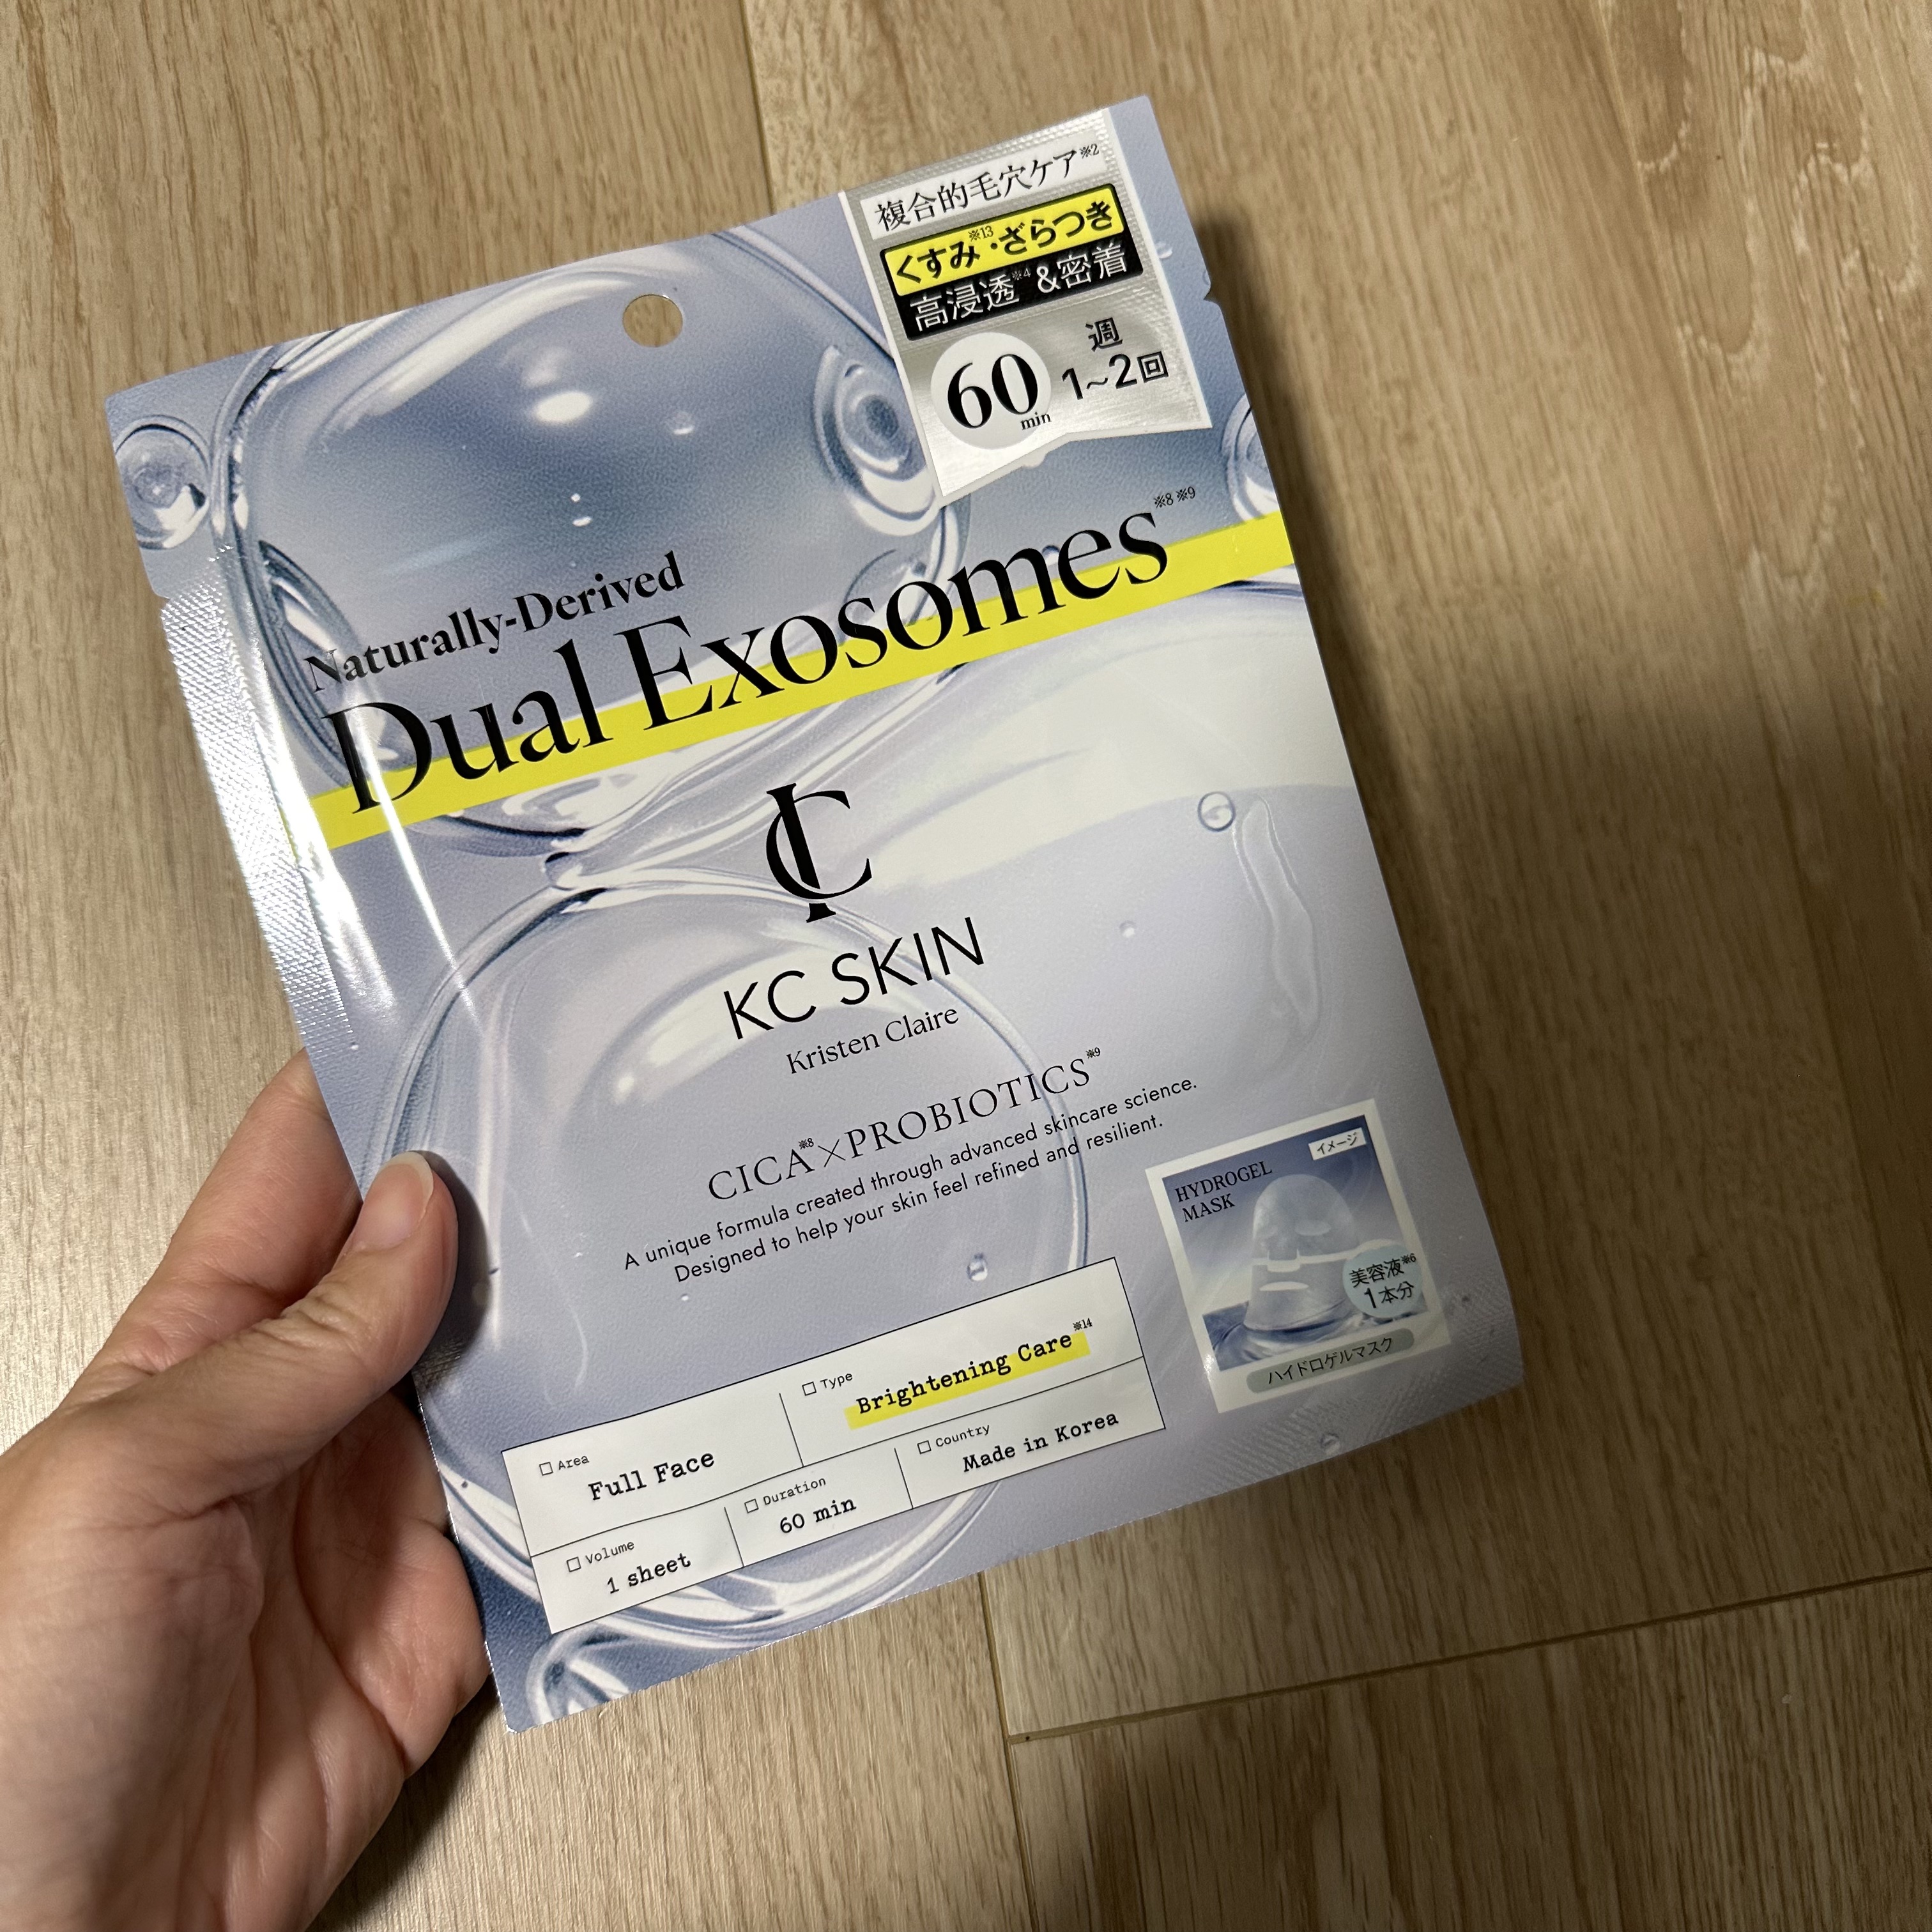 複合的毛穴ケア※2
くすみ※13・ざらつき
高浸透※4&密着
60min
週
1~2回
Naturally-Derived
Dual Exosomes※8※9
KC SKIN
Kristen Claire
CICA※8×PROBIOTICS※9
A unique formula created through advanced skincare science.
Designed to help your skin feel refined and resilient.
イメージ
HYDROGEL
MASK
美容液※6
1本分
ハイドロゲルマスク
□ Area
Full Face
□ Type
Brightening Care※14
□ Volume
1 sheet
□ Duration
60 min
□ Country
Made in Korea